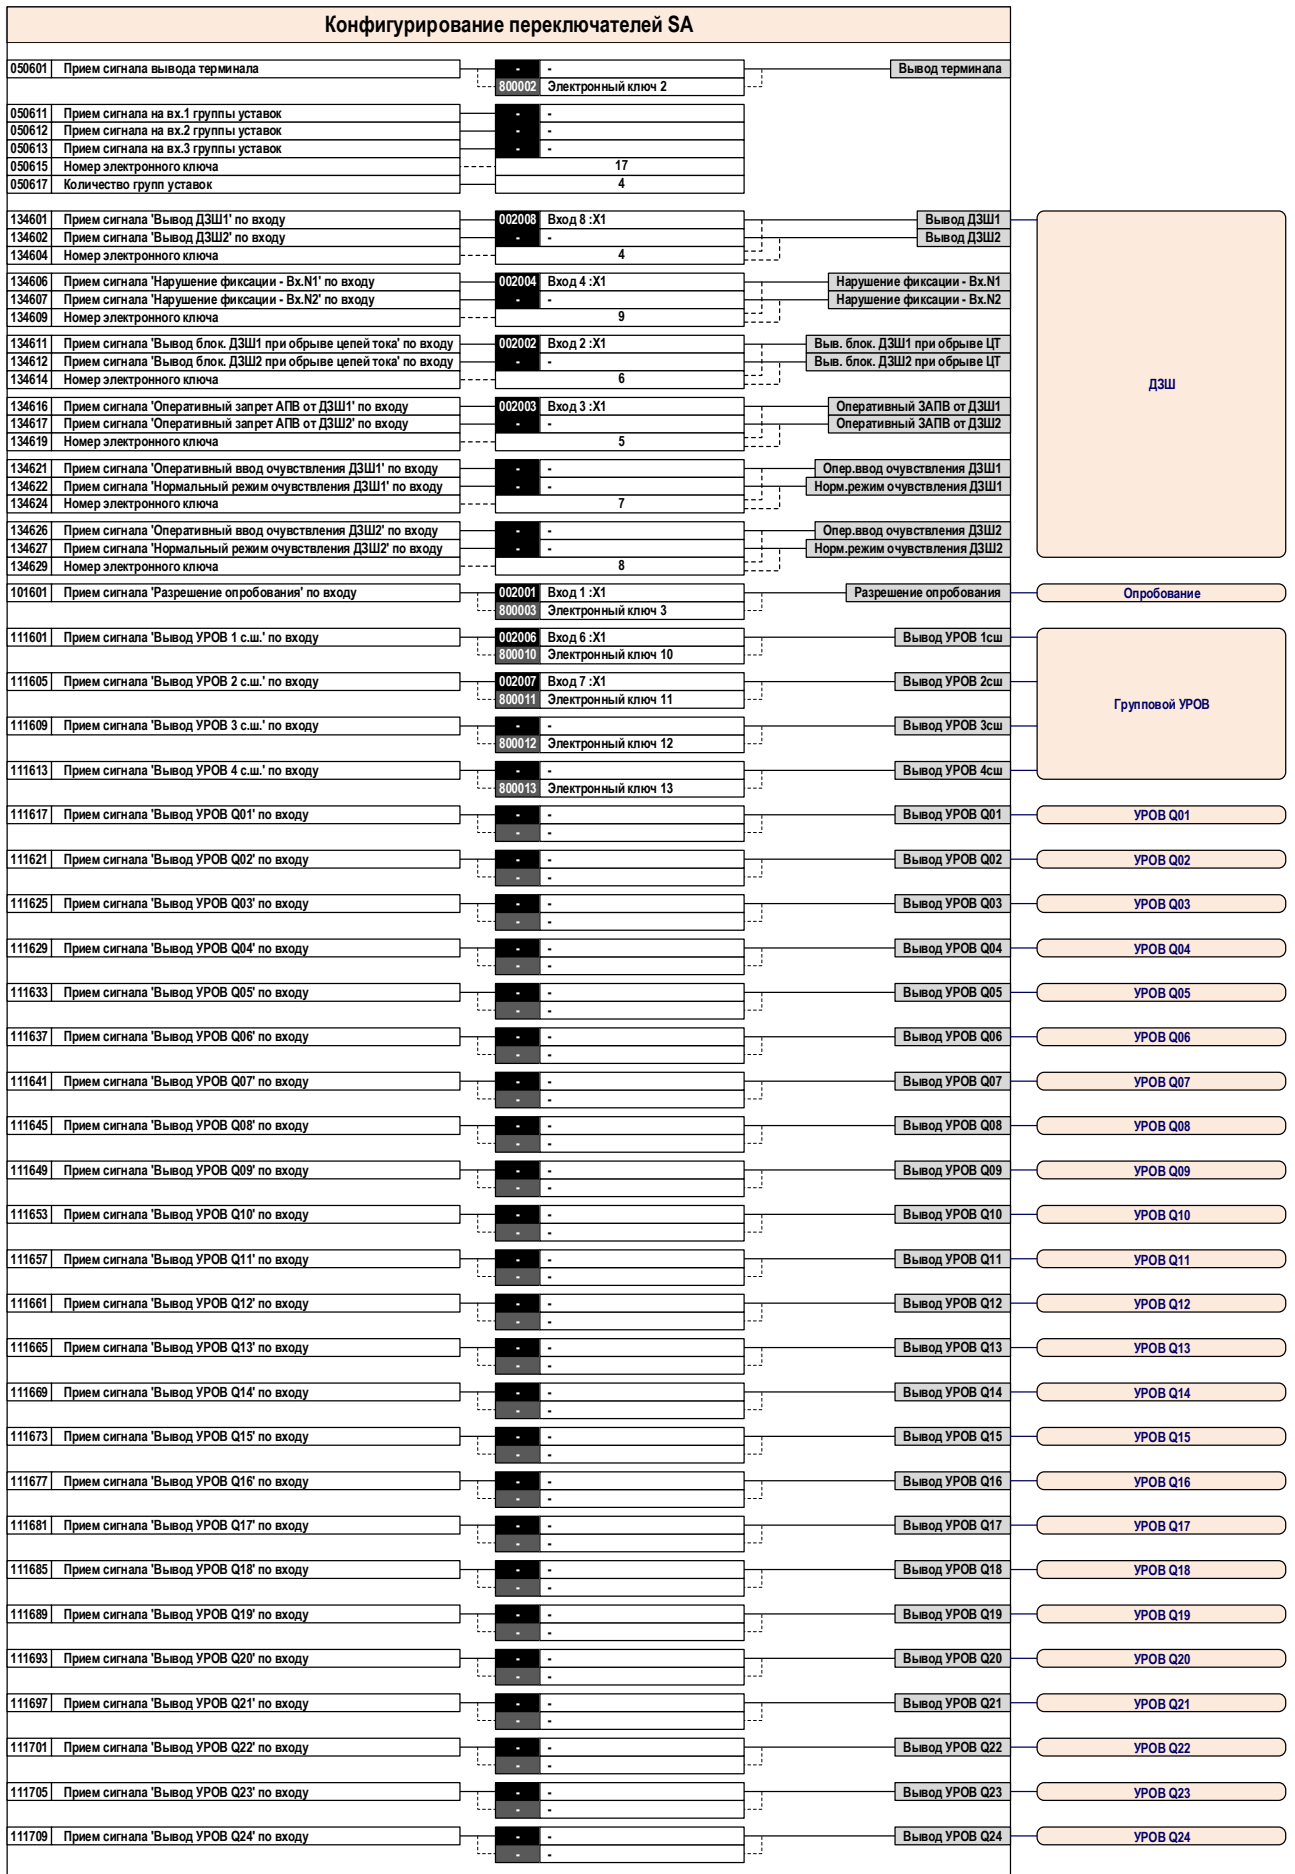 Конфигурирование переключателей SA
050601 Прием сигнала вывода терминала - - Вывод терминала
800002 Электронный ключ 2
050611 Прием сигнала на вх.1 группы уставок - -
050612 Прием сигнала на вх.2 группы уставок - -
050613 Прием сигнала на вх.3 группы уставок - -
050615 Номер электронного ключа 17
050617 Количество групп уставок 4
134601 Прием сигнала 'Вывод ДЗШ1' по входу 002008 Вход 8 :X1 Вывод ДЗШ1
134602 Прием сигнала 'Вывод ДЗШ2' по входу - - Вывод ДЗШ2
134604 Номер электронного ключа 4
134606 Прием сигнала 'Нарушение фиксации - Вх.N1' по входу 002004 Вход 4 :X1 Нарушение фиксации - Вх.N1
134607 Прием сигнала 'Нарушение фиксации - Вх.N2' по входу - - Нарушение фиксации - Вх.N2
134609 Номер электронного ключа 9
134611 Прием сигнала 'Вывод блок. ДЗШ1 при обрыве цепей тока' по входу 002002 Вход 2 :X1 Выв. блок. ДЗШ1 при обрыве ЦТ
134612 Прием сигнала 'Вывод блок. ДЗШ2 при обрыве цепей тока' по входу - - Выв. блок. ДЗШ2 при обрыве ЦТ
134614 Номер электронного ключа 6
ДЗШ
134616 Прием сигнала 'Оперативный запрет АПВ от ДЗШ1' по входу 002003 Вход 3 :X1 Оперативный ЗАПВ от ДЗШ1
134617 Прием сигнала 'Оперативный запрет АПВ от ДЗШ2' по входу - - Оперативный ЗАПВ от ДЗШ2
134619 Номер электронного ключа 5
134621 Прием сигнала 'Оперативный ввод очувствления ДЗШ1' по входу - - Опер.ввод очувствления ДЗШ1
134622 Прием сигнала 'Нормальный режим очувствления ДЗШ1' по входу - - Норм.режим очувствления ДЗШ1
134624 Номер электронного ключа 7
134626 Прием сигнала 'Оперативный ввод очувствления ДЗШ2' по входу - - Опер.ввод очувствления ДЗШ2
134627 Прием сигнала 'Нормальный режим очувствления ДЗШ2' по входу - - Норм.режим очувствления ДЗШ2
134629 Номер электронного ключа 8
101601 Прием сигнала 'Разрешение опробования' по входу 002001 Вход 1 :X1 Разрешение опробования Опробование
800003 Электронный ключ 3
111601 Прием сигнала 'Вывод УРОВ 1 с.ш.' по входу 002006 Вход 6 :X1 Вывод УРОВ 1сш
800010 Электронный ключ 10
111605 Прием сигнала 'Вывод УРОВ 2 с.ш.' по входу 002007 Вход 7 :X1 Вывод УРОВ 2сш
800011 Электронный ключ 11
Групповой УРОВ
111609 Прием сигнала 'Вывод УРОВ 3 с.ш.' по входу - - Вывод УРОВ 3сш
800012 Электронный ключ 12
111613 Прием сигнала 'Вывод УРОВ 4 с.ш.' по входу - - Вывод УРОВ 4сш
800013 Электронный ключ 13
111617 Прием сигнала 'Вывод УРОВ Q01' по входу - - Вывод УРОВ Q01 УРОВ Q01
- -
111621 Прием сигнала 'Вывод УРОВ Q02' по входу - - Вывод УРОВ Q02 УРОВ Q02
- -
111625 Прием сигнала 'Вывод УРОВ Q03' по входу - - Вывод УРОВ Q03 УРОВ Q03
- -
111629 Прием сигнала 'Вывод УРОВ Q04' по входу - - Вывод УРОВ Q04 УРОВ Q04
- -
111633 Прием сигнала 'Вывод УРОВ Q05' по входу - - Вывод УРОВ Q05 УРОВ Q05
- -
111637 Прием сигнала 'Вывод УРОВ Q06' по входу - - Вывод УРОВ Q06 УРОВ Q06
- -
111641 Прием сигнала 'Вывод УРОВ Q07' по входу - - Вывод УРОВ Q07 УРОВ Q07
- -
111645 Прием сигнала 'Вывод УРОВ Q08' по входу - - Вывод УРОВ Q08 УРОВ Q08
- -
111649 Прием сигнала 'Вывод УРОВ Q09' по входу - - Вывод УРОВ Q09 УРОВ Q09
- -
111653 Прием сигнала 'Вывод УРОВ Q10' по входу - - Вывод УРОВ Q10 УРОВ Q10
- -
111657 Прием сигнала 'Вывод УРОВ Q11' по входу - - Вывод УРОВ Q11 УРОВ Q11
- -
111661 Прием сигнала 'Вывод УРОВ Q12' по входу - - Вывод УРОВ Q12 УРОВ Q12
- -
111665 Прием сигнала 'Вывод УРОВ Q13' по входу - - Вывод УРОВ Q13 УРОВ Q13
- -
111669 Прием сигнала 'Вывод УРОВ Q14' по входу - - Вывод УРОВ Q14 УРОВ Q14
- -
111673 Прием сигнала 'Вывод УРОВ Q15' по входу - - Вывод УРОВ Q15 УРОВ Q15
- -
111677 Прием сигнала 'Вывод УРОВ Q16' по входу - - Вывод УРОВ Q16 УРОВ Q16
- -
111681 Прием сигнала 'Вывод УРОВ Q17' по входу - - Вывод УРОВ Q17 УРОВ Q17
- -
111685 Прием сигнала 'Вывод УРОВ Q18' по входу - - Вывод УРОВ Q18 УРОВ Q18
- -
111689 Прием сигнала 'Вывод УРОВ Q19' по входу - - Вывод УРОВ Q19 УРОВ Q19
- -
111693 Прием сигнала 'Вывод УРОВ Q20' по входу - - Вывод УРОВ Q20 УРОВ Q20
- -
111697 Прием сигнала 'Вывод УРОВ Q21' по входу - - Вывод УРОВ Q21 УРОВ Q21
- -
111701 Прием сигнала 'Вывод УРОВ Q22' по входу - - Вывод УРОВ Q22 УРОВ Q22
- -
111705 Прием сигнала 'Вывод УРОВ Q23' по входу - - Вывод УРОВ Q23 УРОВ Q23
- -
111709 Прием сигнала 'Вывод УРОВ Q24' по входу - - Вывод УРОВ Q24 УРОВ Q24
- -